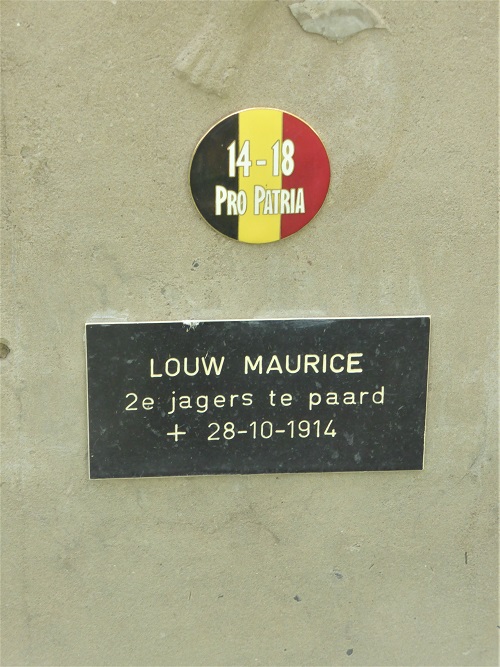 14-18
PRO PATRIA
LOUW MAURICE
2e jagers te paard
+ 28-10-1914